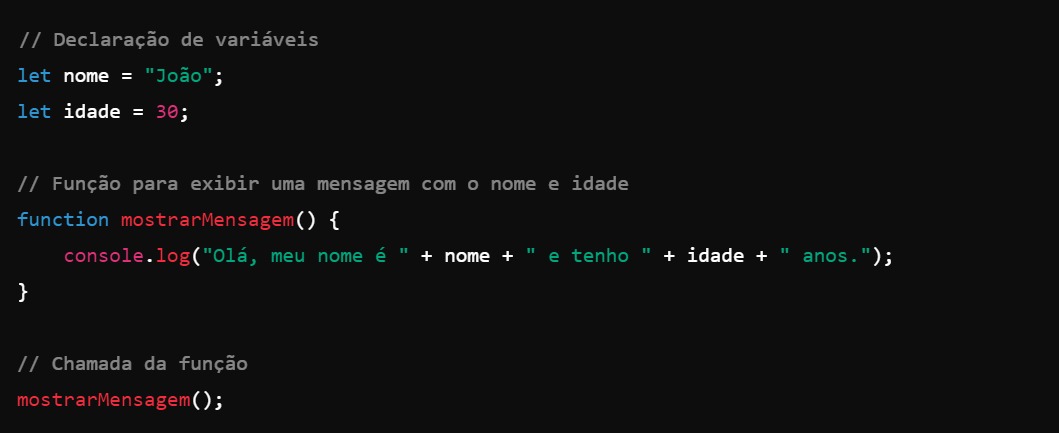 // Declaração de variáveis
let nome = "João";
let idade = 30;
// Função para exibir uma mensagem com o nome e idade
function mostrarMensagem() {
    console.log("Olá, meu nome é " + nome + " e tenho " + idade + " anos.");
}
// Chamada da função
mostrarMensagem();